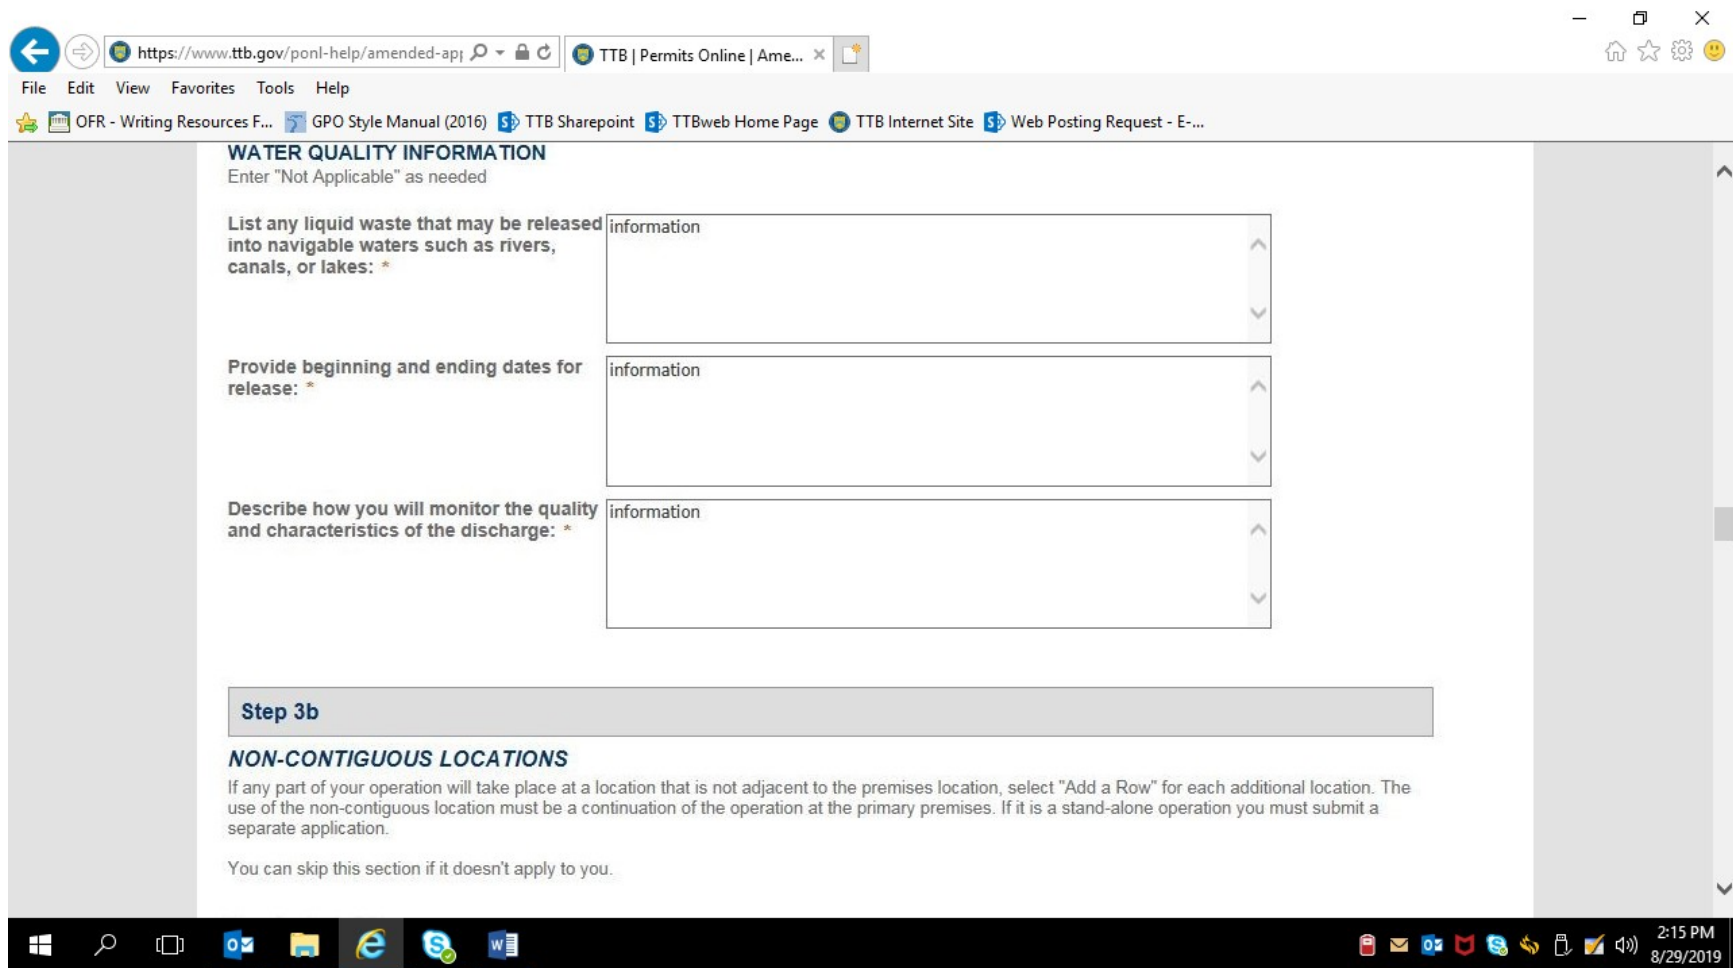 https://www.ttb.gov/ponl-help/amended-ap
TTB | Permits Online | Ame...
File Edit View Favorites Tools Help
OFR - Writing Resources F... GPO Style Manual (2016) TTB Sharepoint TTBweb Home Page TTB Internet Site Web Posting Request - E-...
WATER QUALITY INFORMATION
Enter "Not Applicable" as needed
List any liquid waste that may be released
into navigable waters such as rivers,
canals, or lakes: *
information
Provide beginning and ending dates for
release: *
information
Describe how you will monitor the quality
and characteristics of the discharge: *
information
Step 3b
NON-CONTIGUOUS LOCATIONS
If any part of your operation will take place at a location that is not adjacent to the premises location, select "Add a Row" for each additional location. The
use of the non-contiguous location must be a continuation of the operation at the primary premises. If it is a stand-alone operation you must submit a
separate application.
You can skip this section if it doesn't apply to you.
2:15 PM
8/29/2019